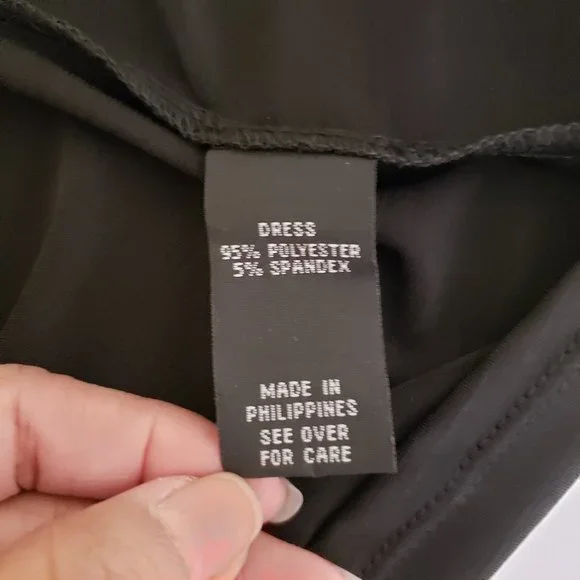 DRESS
95% POLYESTER
5% SPANDEX
MADE IN
PHILIPPINES
SEE OVER
FOR CARE